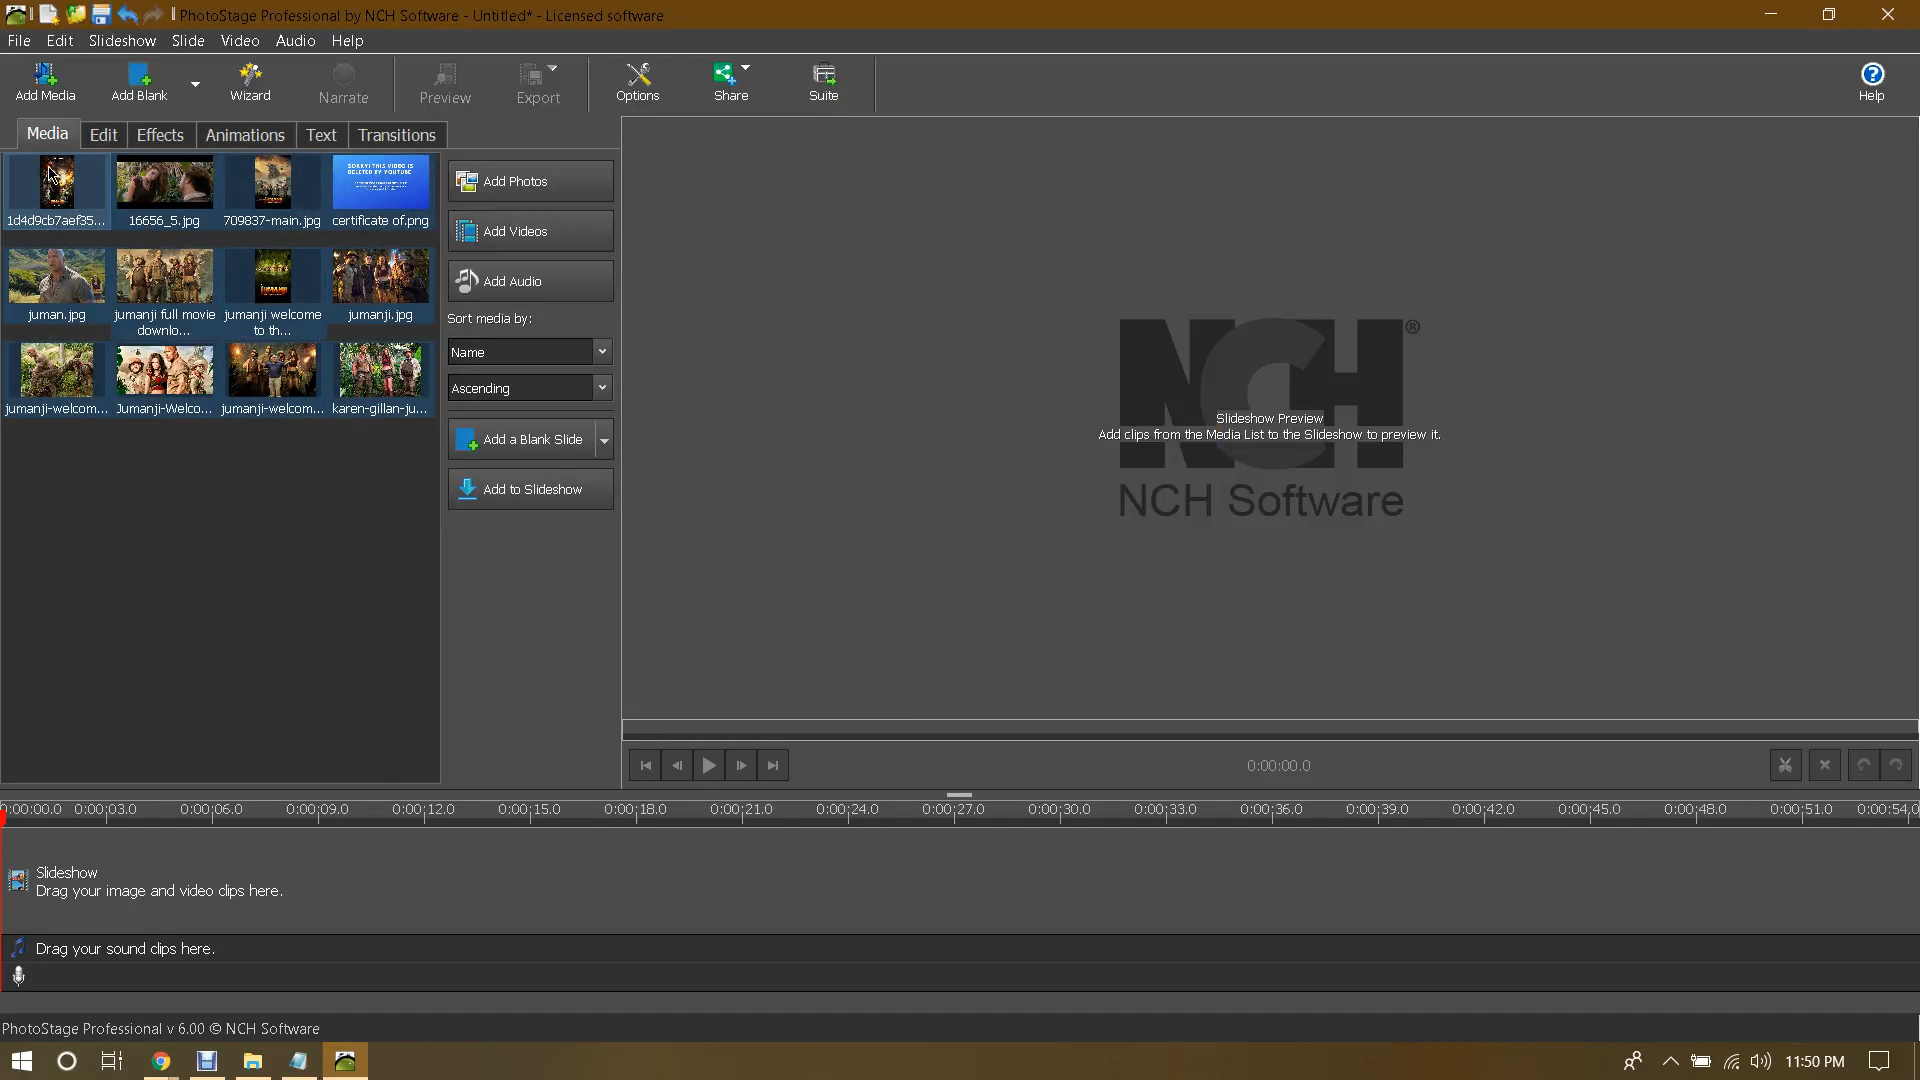 PhotoStage Professional by NCH Software - Untitled* - Licensed software
File Edit Slideshow Slide Video Audio Help
Add Media Add Blank Wizard Narrate Preview Export Options Share Suite Help
Media Edit Effects Animations Text Transitions
SORRY! THIS VIDEO IS
DELETED BY YOUTUBE
1d4d9cb7aef35... 16656_5.jpg 709837-main.jpg certificate of.png
juman.jpg jumanji full movie jumanji welcome jumanji.jpg
downlo... to th...
jumanji-welcom... Jumanji-Welco... jumanji-welcom... karen-gillan-ju...
Add Photos
Add Videos
Add Audio
Sort media by:
Name
Ascending
Add a Blank Slide
Add to Slideshow
NCH®
Slideshow Preview
Add clips from the Media List to the Slideshow to preview it.
NCH Software
0:00:00.0
0:00:00.0 0:00:03.0 0:00:06.0 0:00:09.0 0:00:12.0 0:00:15.0 0:00:18.0 0:00:21.0 0:00:24.0 0:00:27.0 0:00:30.0 0:00:33.0 0:00:36.0 0:00:39.0 0:00:42.0 0:00:45.0 0:00:48.0 0:00:51.0 0:00:54.0
Slideshow
Drag your image and video clips here.
Drag your sound clips here.
PhotoStage Professional v 6.00 © NCH Software
11:50 PM